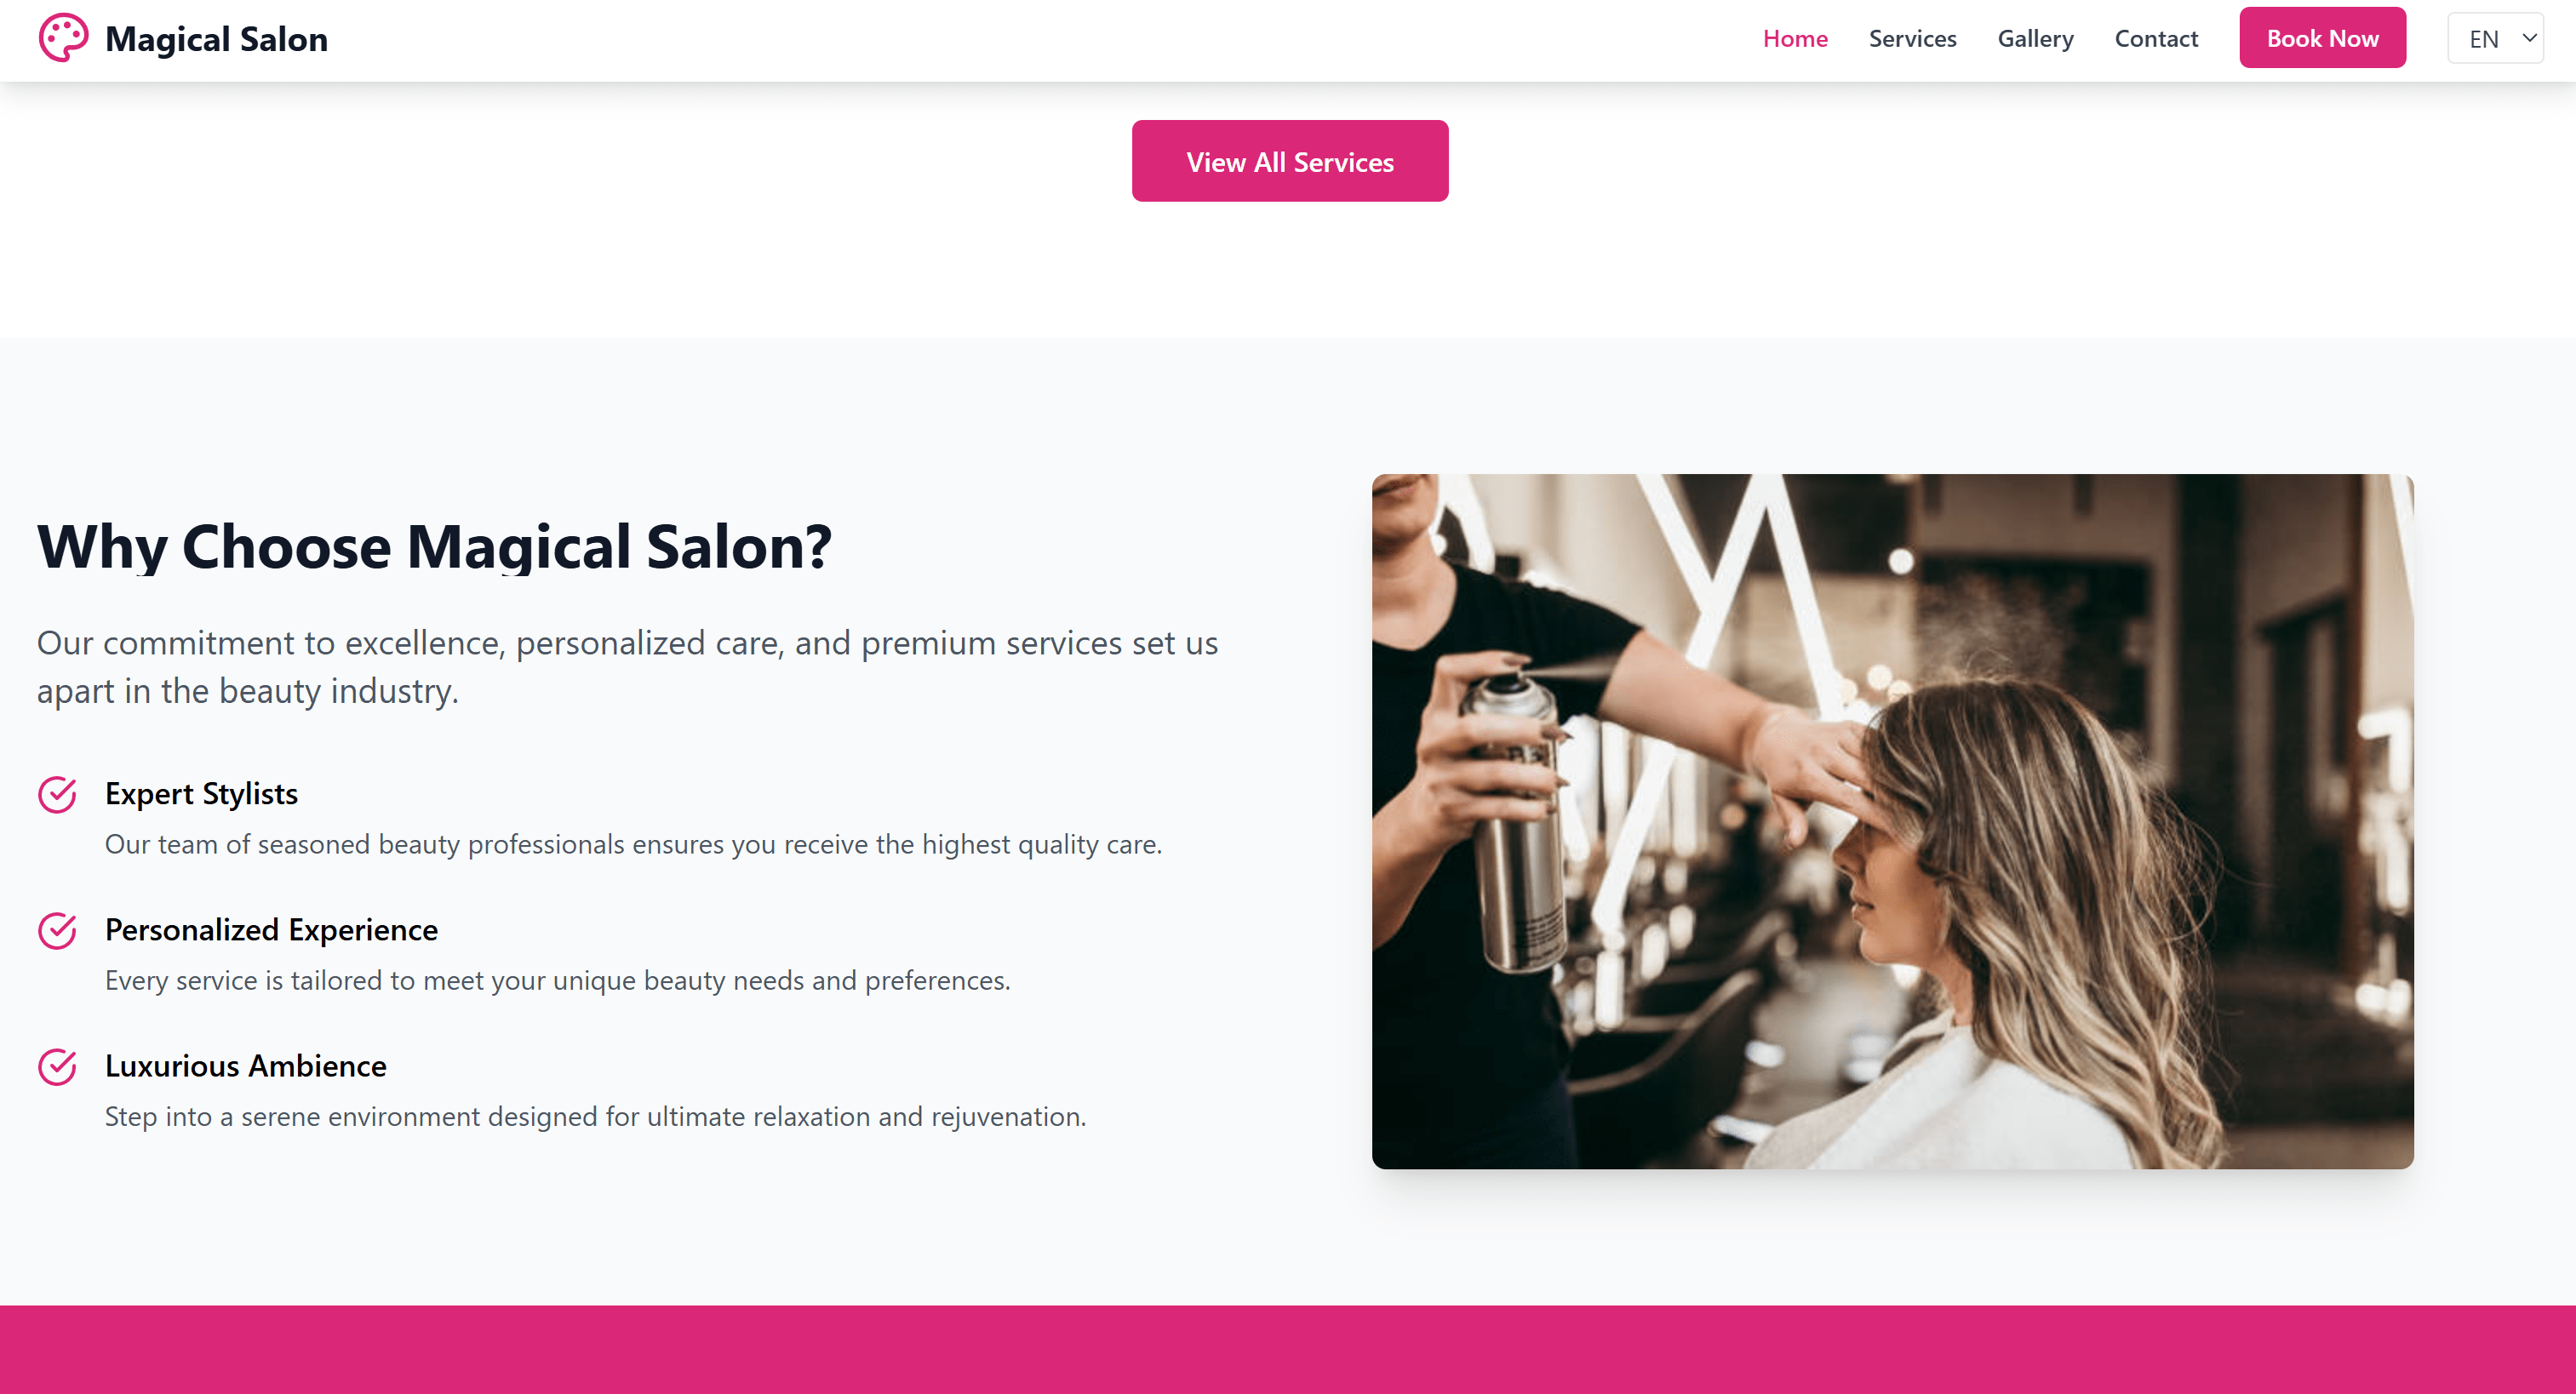 Magical Salon
Home
Services
Gallery
Contact
Book Now
EN
View All Services
Why Choose Magical Salon?
Our commitment to excellence, personalized care, and premium services set us
apart in the beauty industry.
Expert Stylists
Our team of seasoned beauty professionals ensures you receive the highest quality care.
Personalized Experience
Every service is tailored to meet your unique beauty needs and preferences.
Luxurious Ambience
Step into a serene environment designed for ultimate relaxation and rejuvenation.